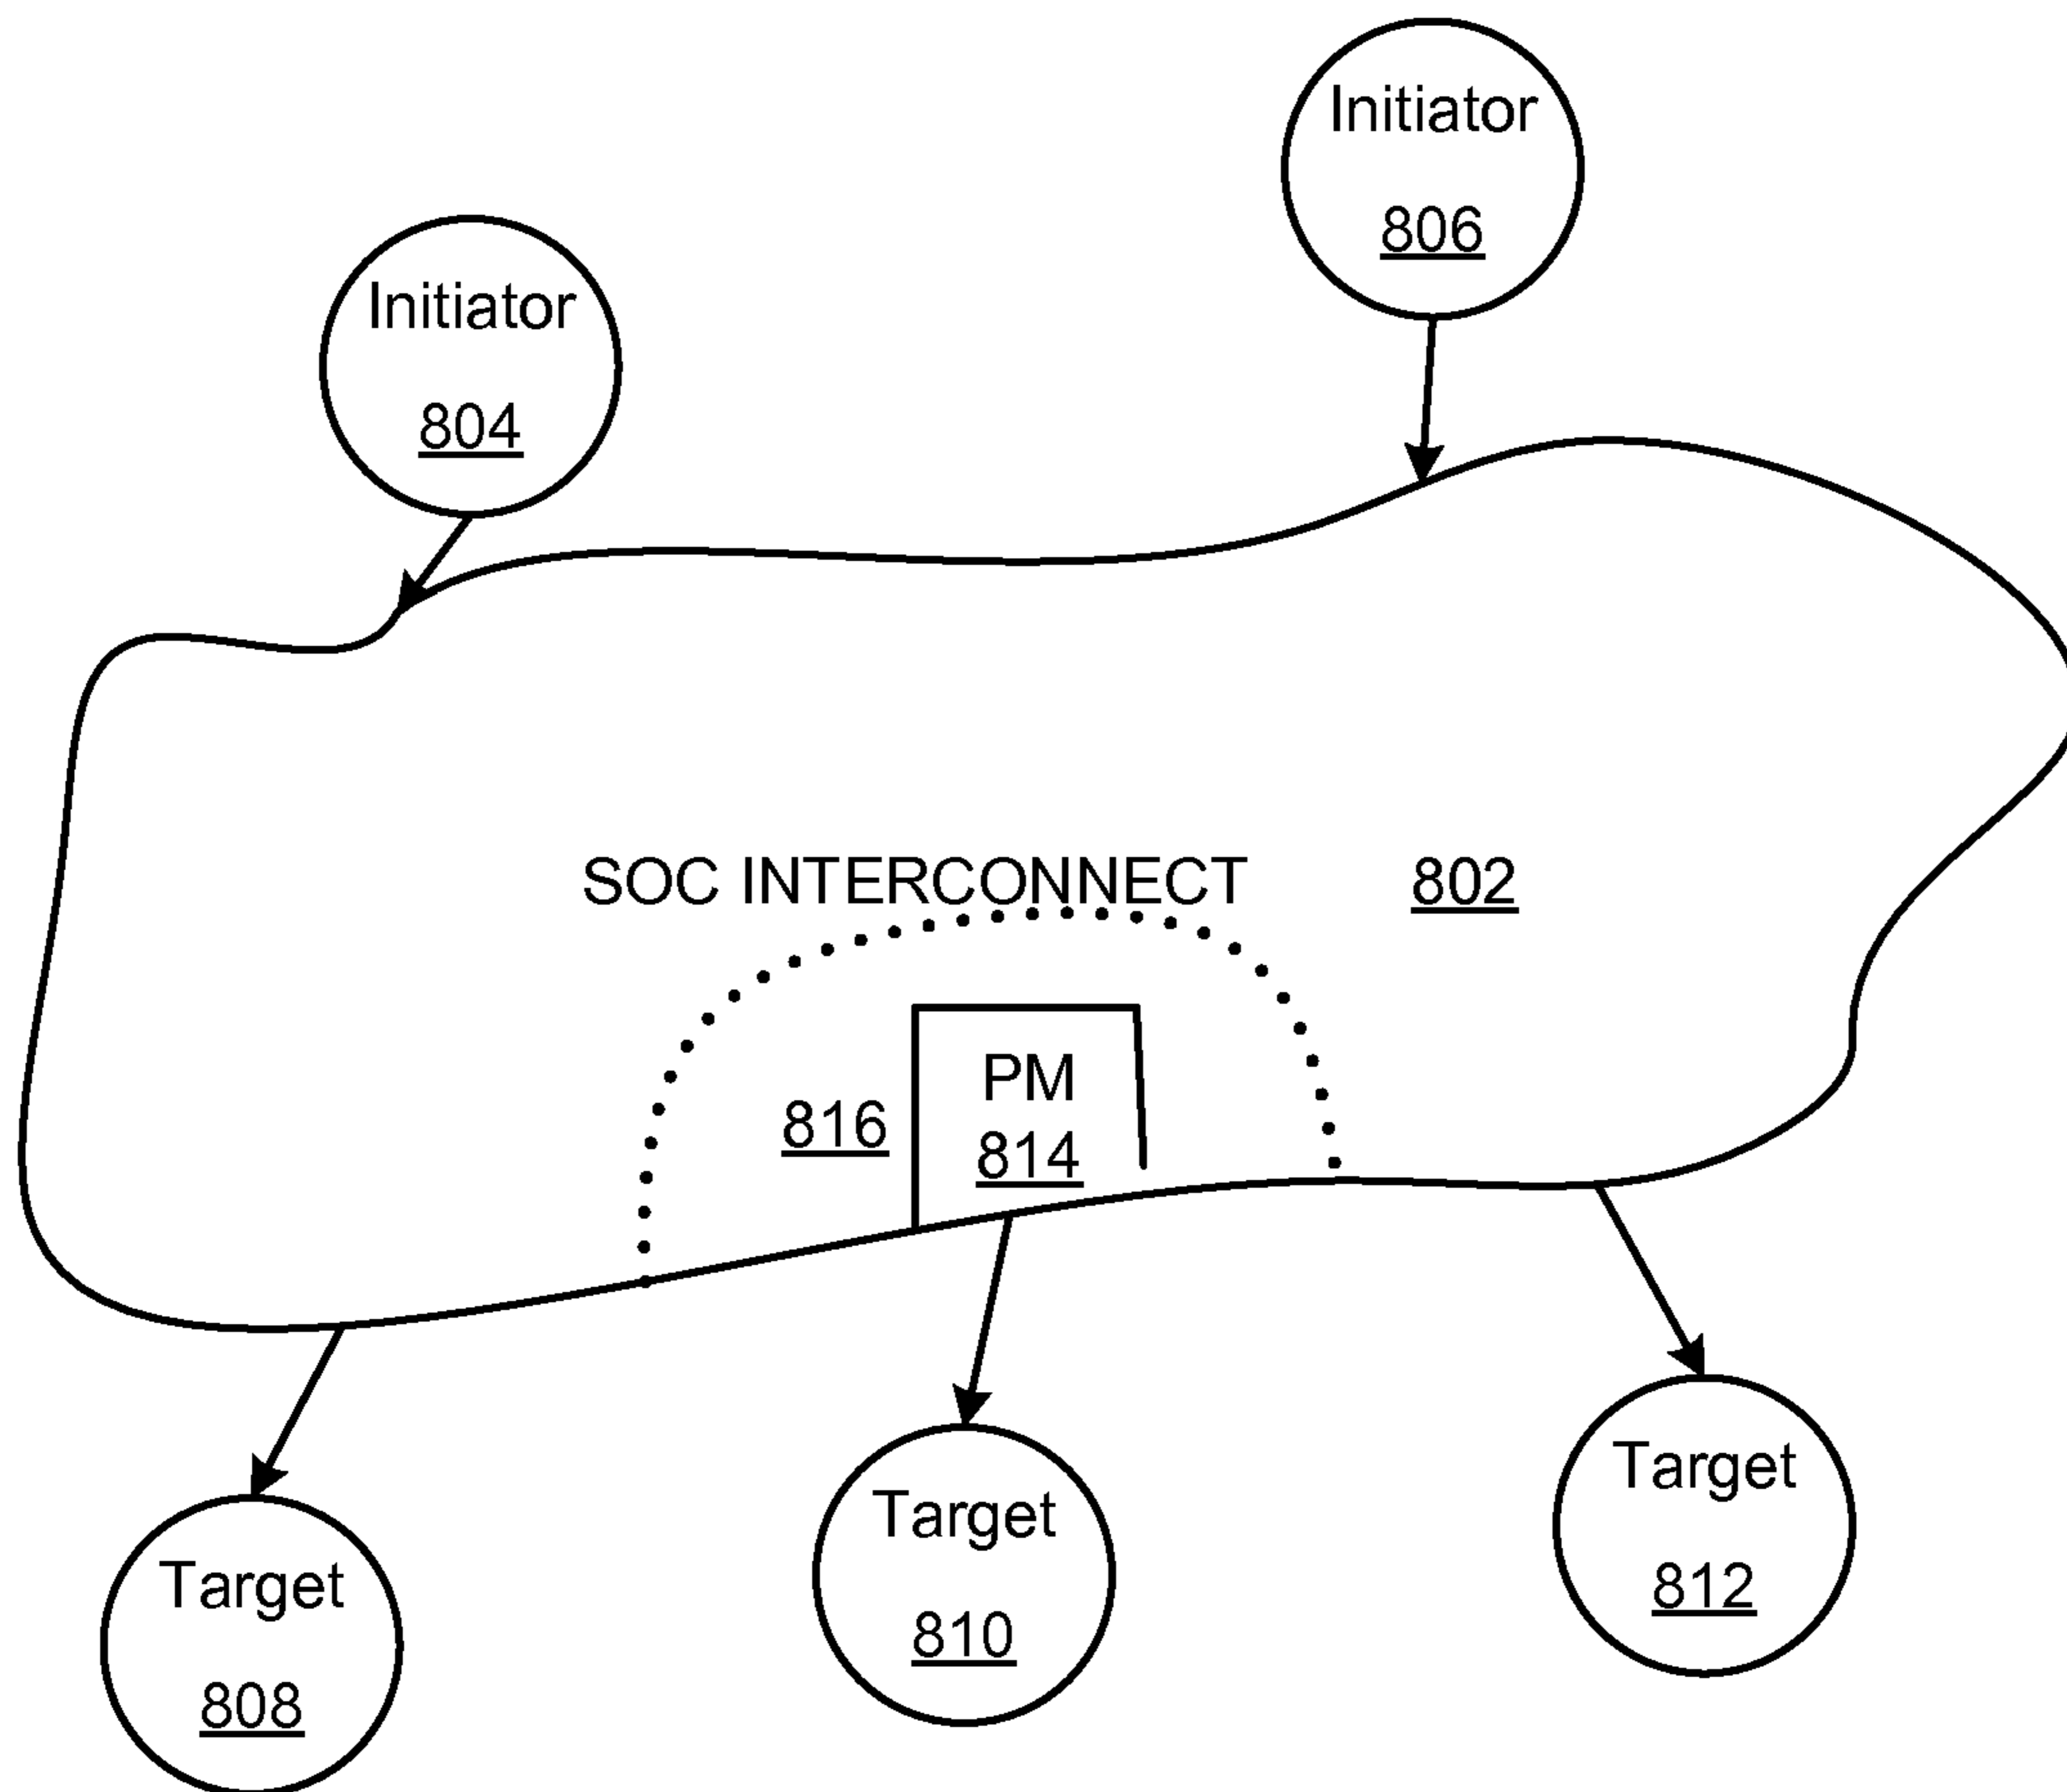 Initiator
806
Initiator
804
SOC INTERCONNECT 802
PM
816
814
Target
812
Target
810
Target
808